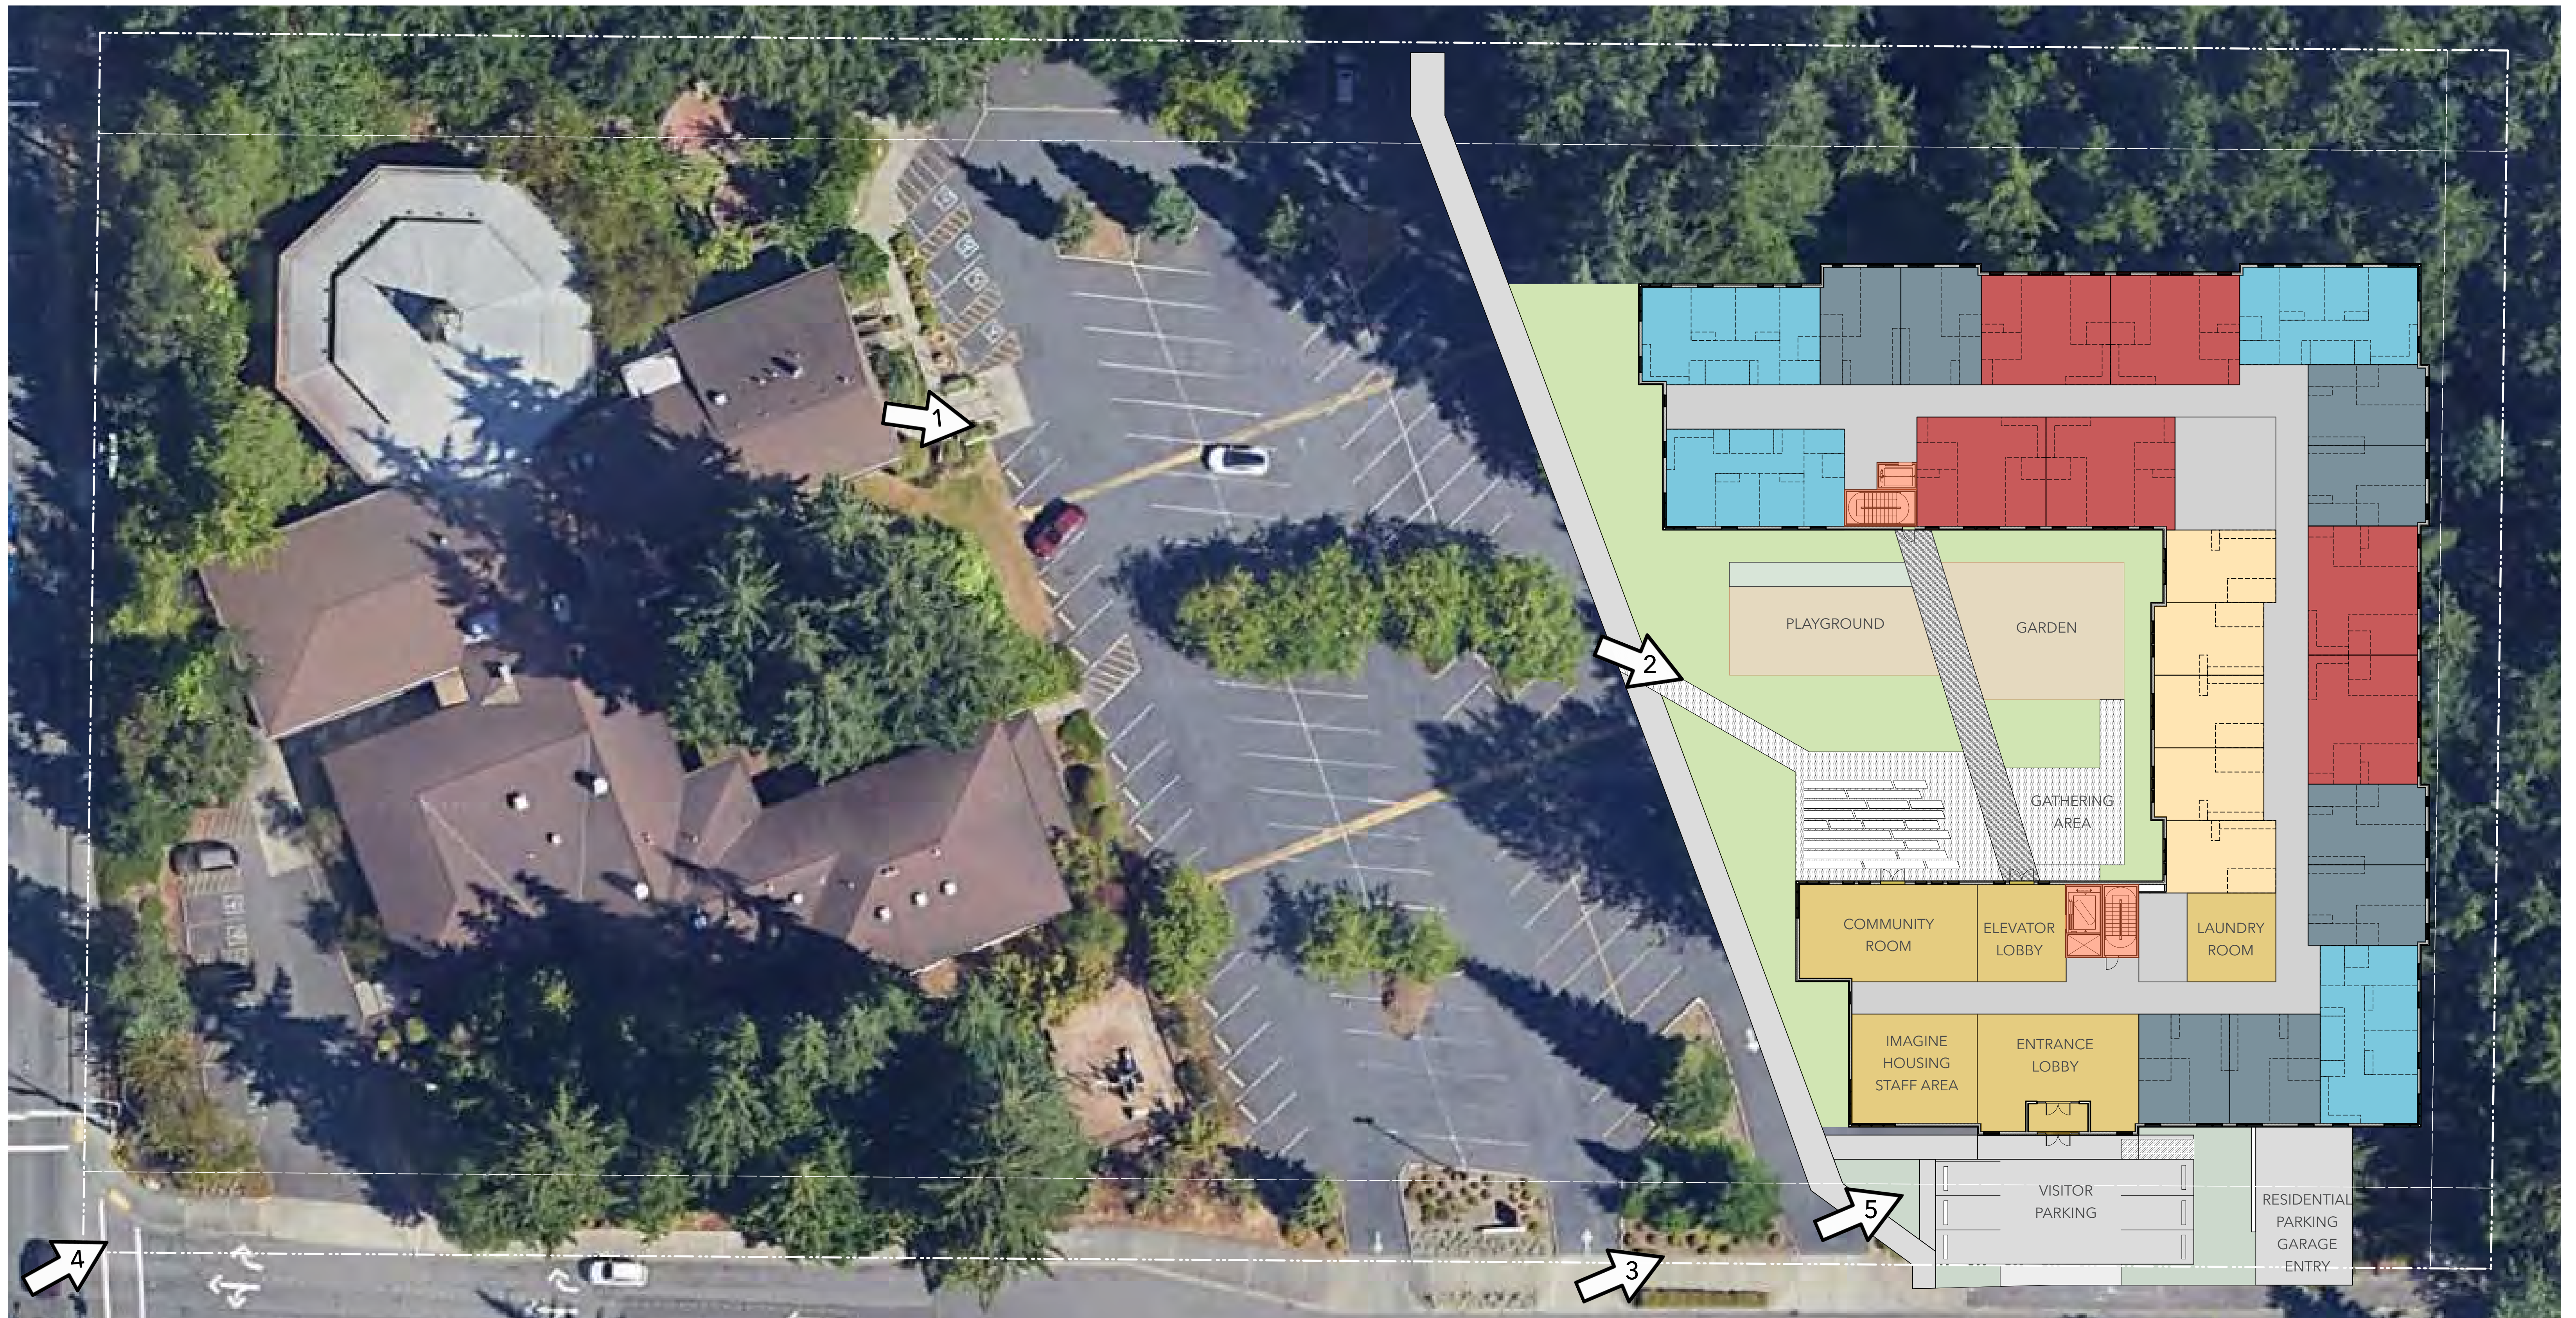 1
2
PLAYGROUND
GARDEN
GATHERING
AREA
COMMUNITY
ROOM
ELEVATOR
LOBBY
LAUNDRY
ROOM
IMAGINE
HOUSING
STAFF AREA
ENTRANCE
LOBBY
VISITOR
PARKING
RESIDENTIAL
PARKING
GARAGE
ENTRY
5
4
3